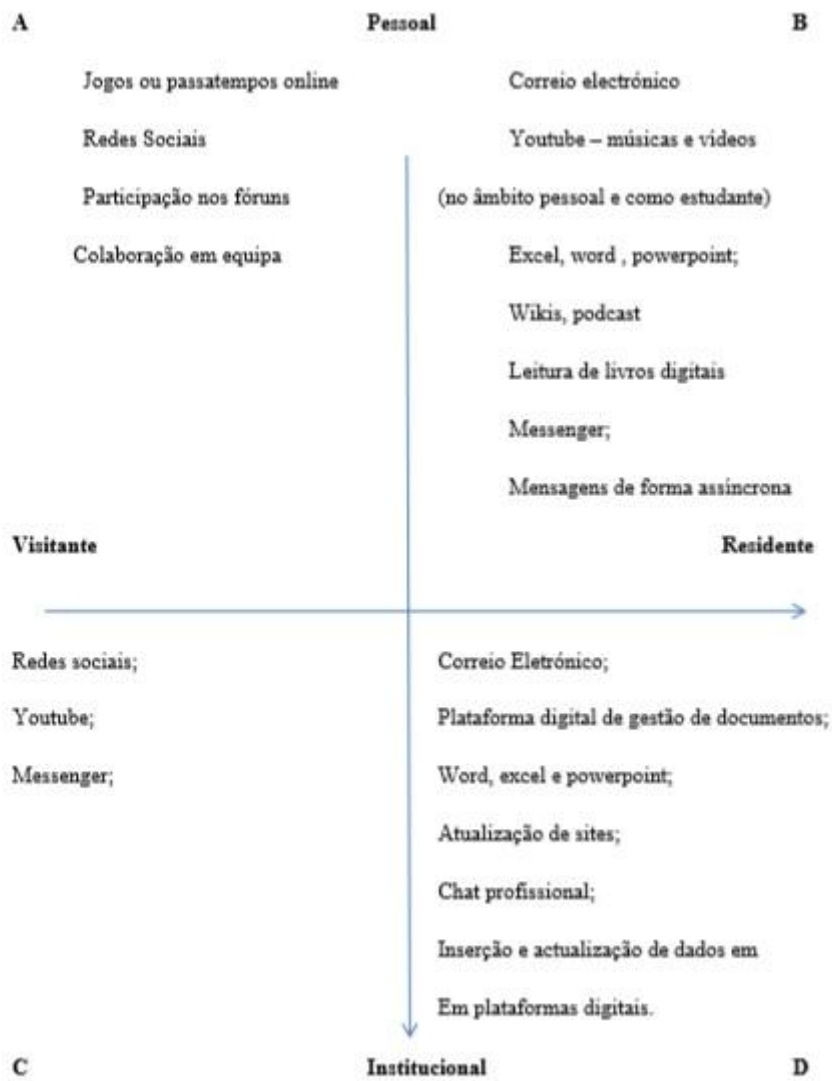 A
Pessoal
B
Jogos ou passatempos online
Redes Sociais
Participação nos fóruns
Colaboração em equipa
Correio electrónico
Youtube – músicas e vídeos
(no âmbito pessoal e como estudante)
Excel, word , powerpoint;
Wikis, podcast
Leitura de livros digitais
Messenger;
Mensagens de forma assíncrona
Visitante
Residente
Redes sociais;
Youtube;
Messenger;
Correio Eletrónico;
Plataforma digital de gestão de documentos;
Word, excel e powerpoint;
Atualização de sites;
Chat profissional;
Inserção e actualização de dados em
Em plataformas digitais.
C
Institucional
D